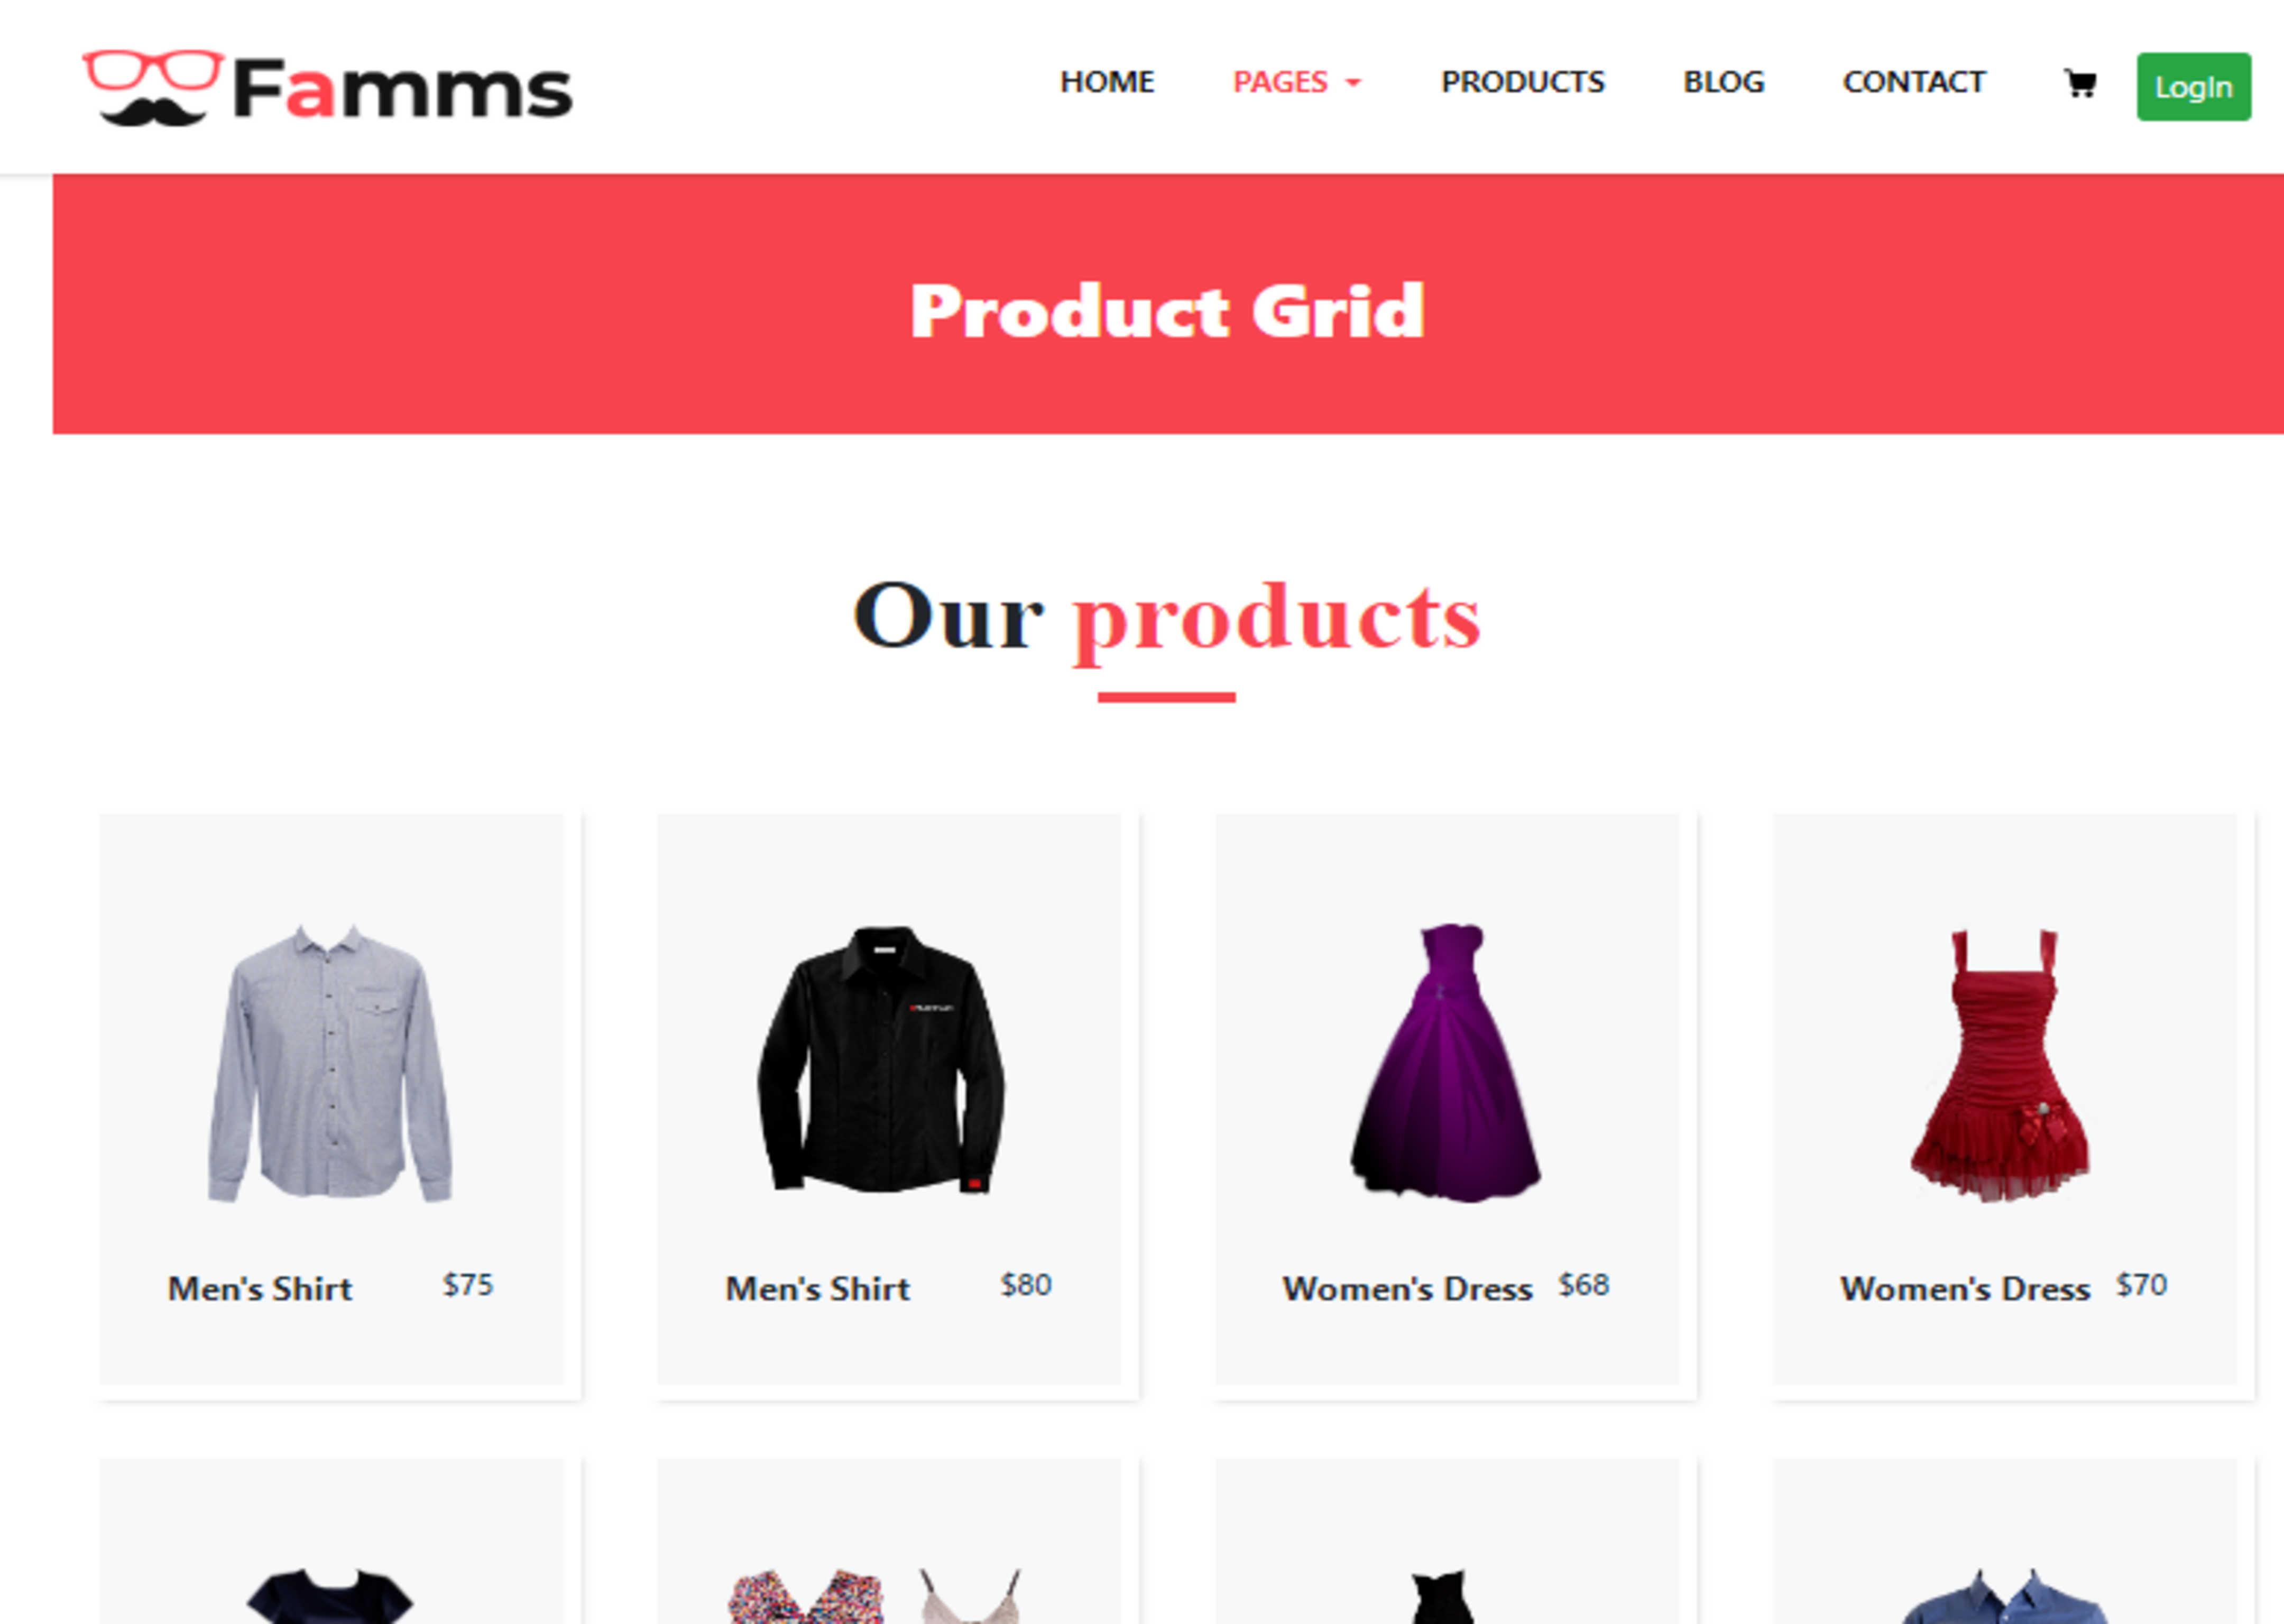 Famms
HOME PAGES PRODUCTS BLOG CONTACT LogIn
Product Grid
Our products
Men's Shirt $75
Men's Shirt $80
Women's Dress $68
Women's Dress $70